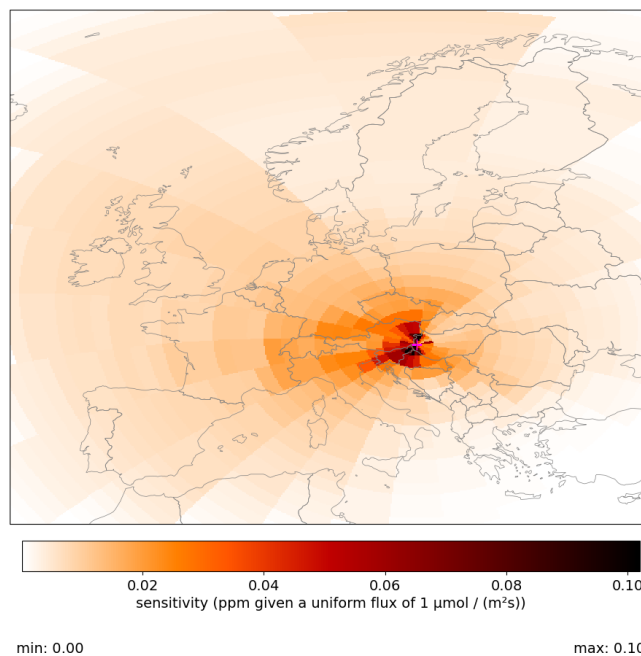 0.02 0.04 0.06 0.08 0.10
sensitivity (ppm given a uniform flux of 1 μmol / (m²s))
min: 0.00 max: 0.10